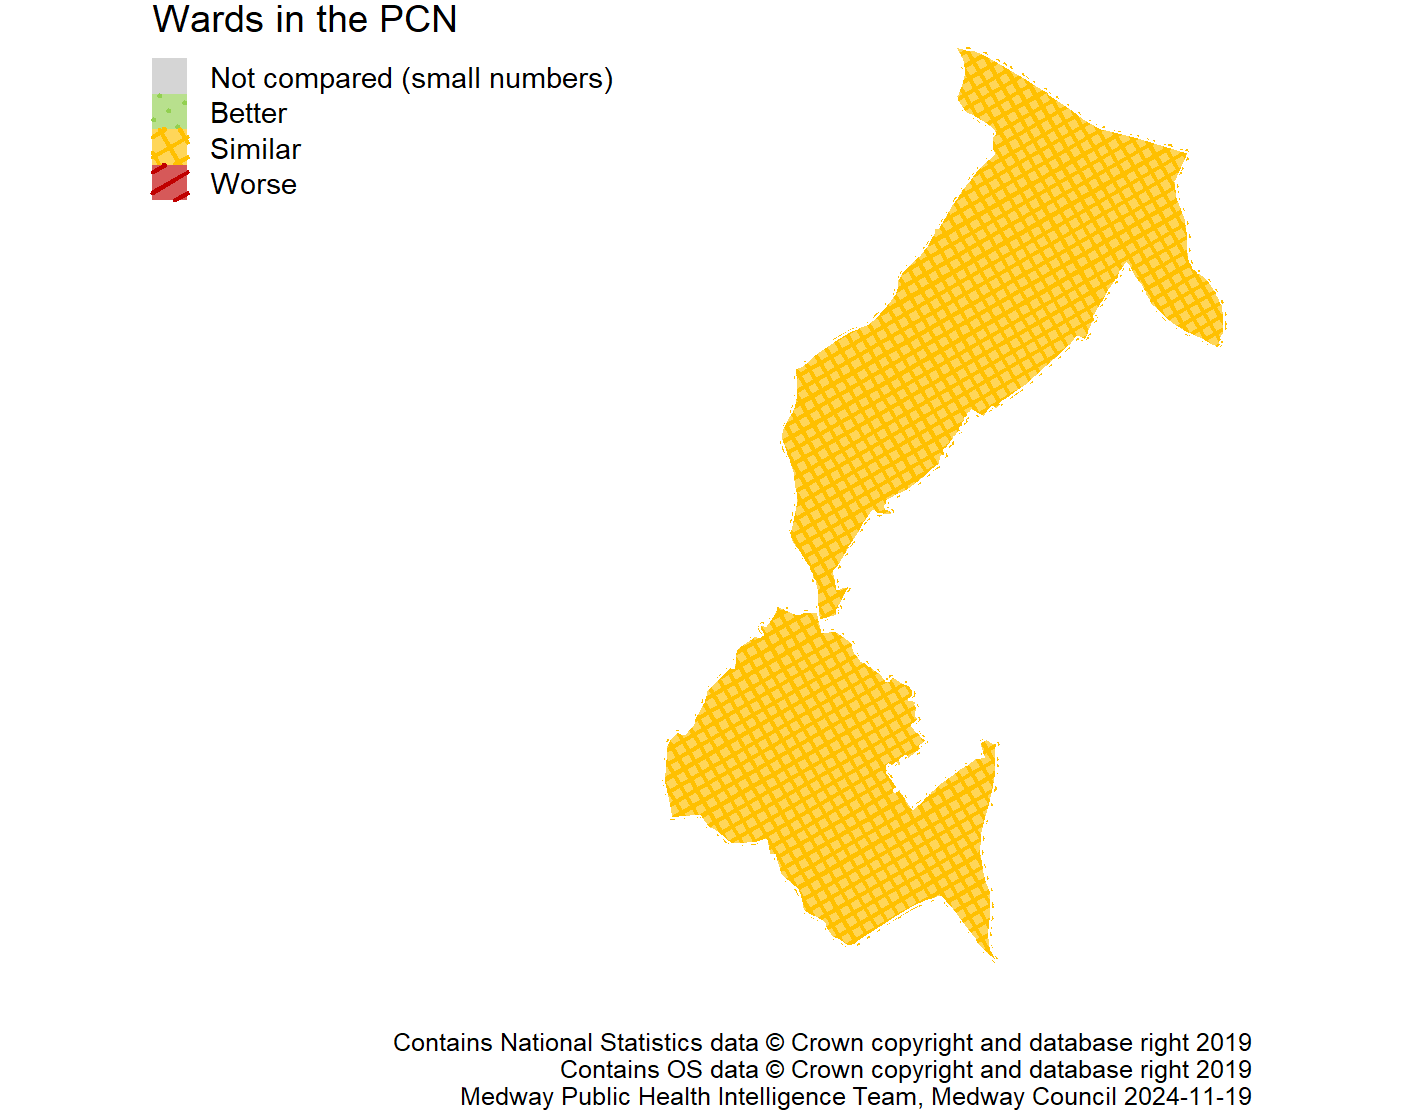 Wards in the PCN
Not compared (small numbers)
Better
Similar
Worse
Contains National Statistics data © Crown copyright and database right 2019
Contains OS data © Crown copyright and database right 2019
Medway Public Health Intelligence Team, Medway Council 2024-11-19